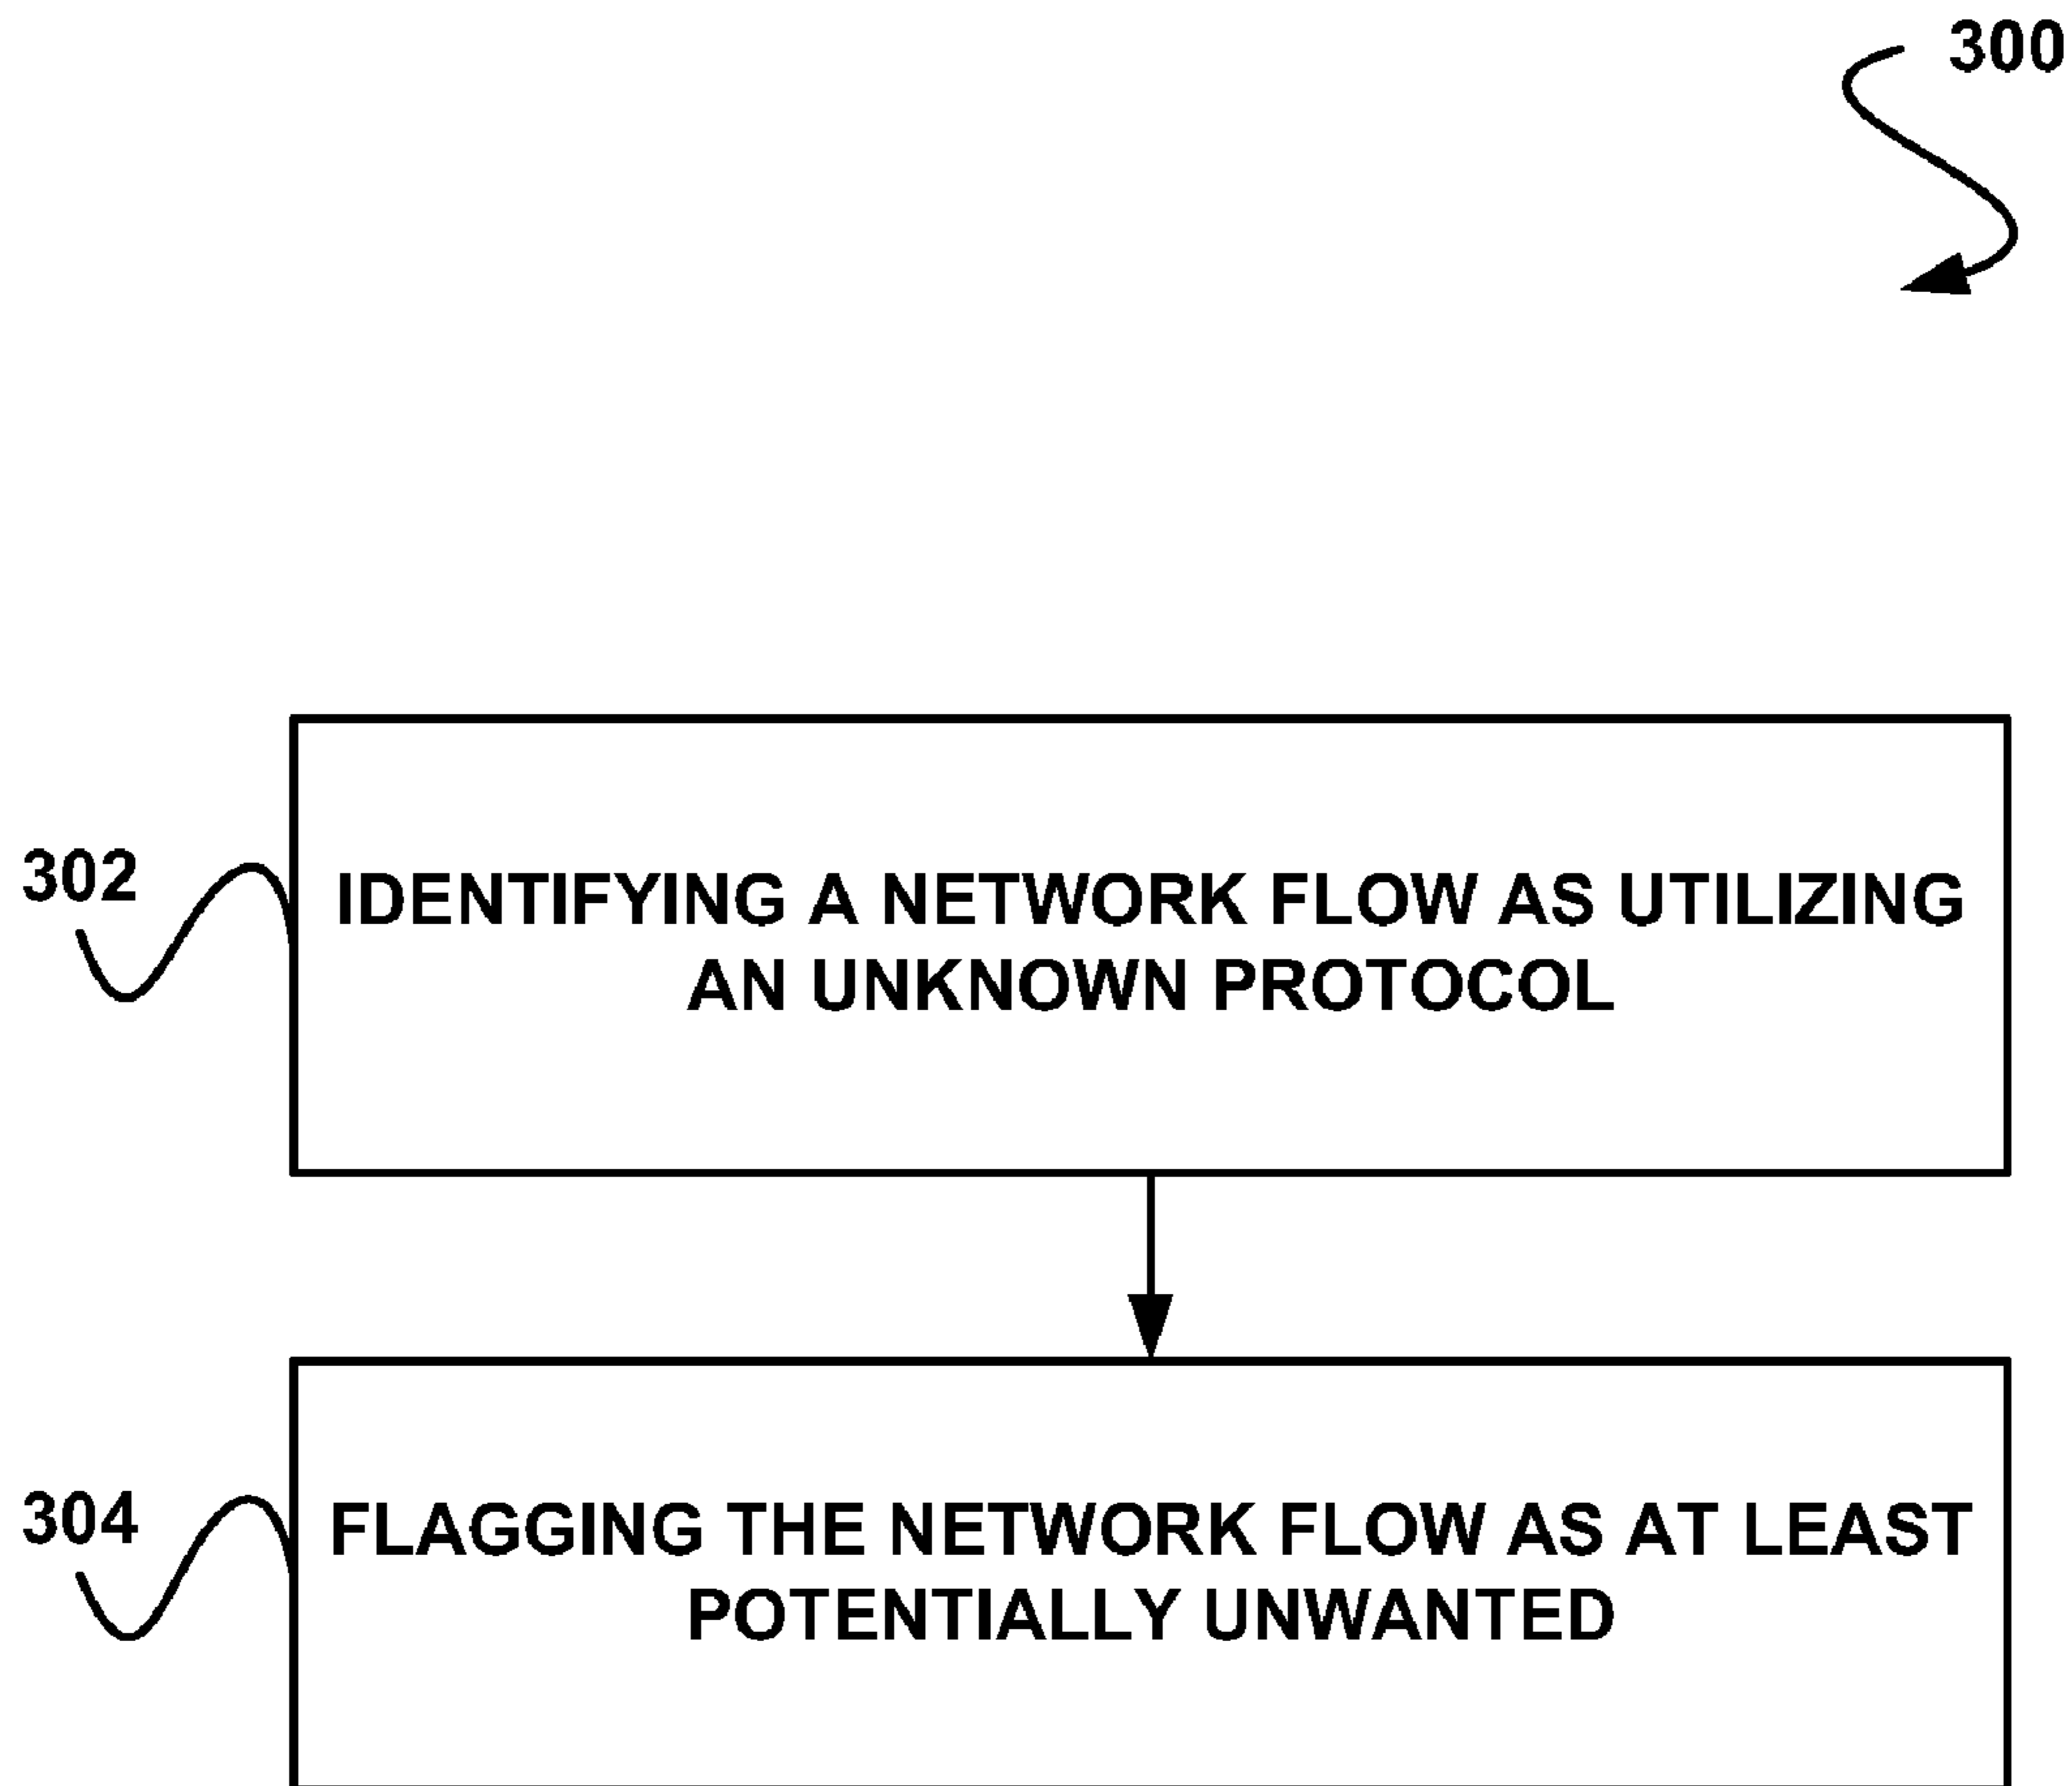 300
302
IDENTIFYING A NETWORK FLOW AS UTILIZING
AN UNKNOWN PROTOCOL
304
FLAGGING THE NETWORK FLOW AS AT LEAST
POTENTIALLY UNWANTED